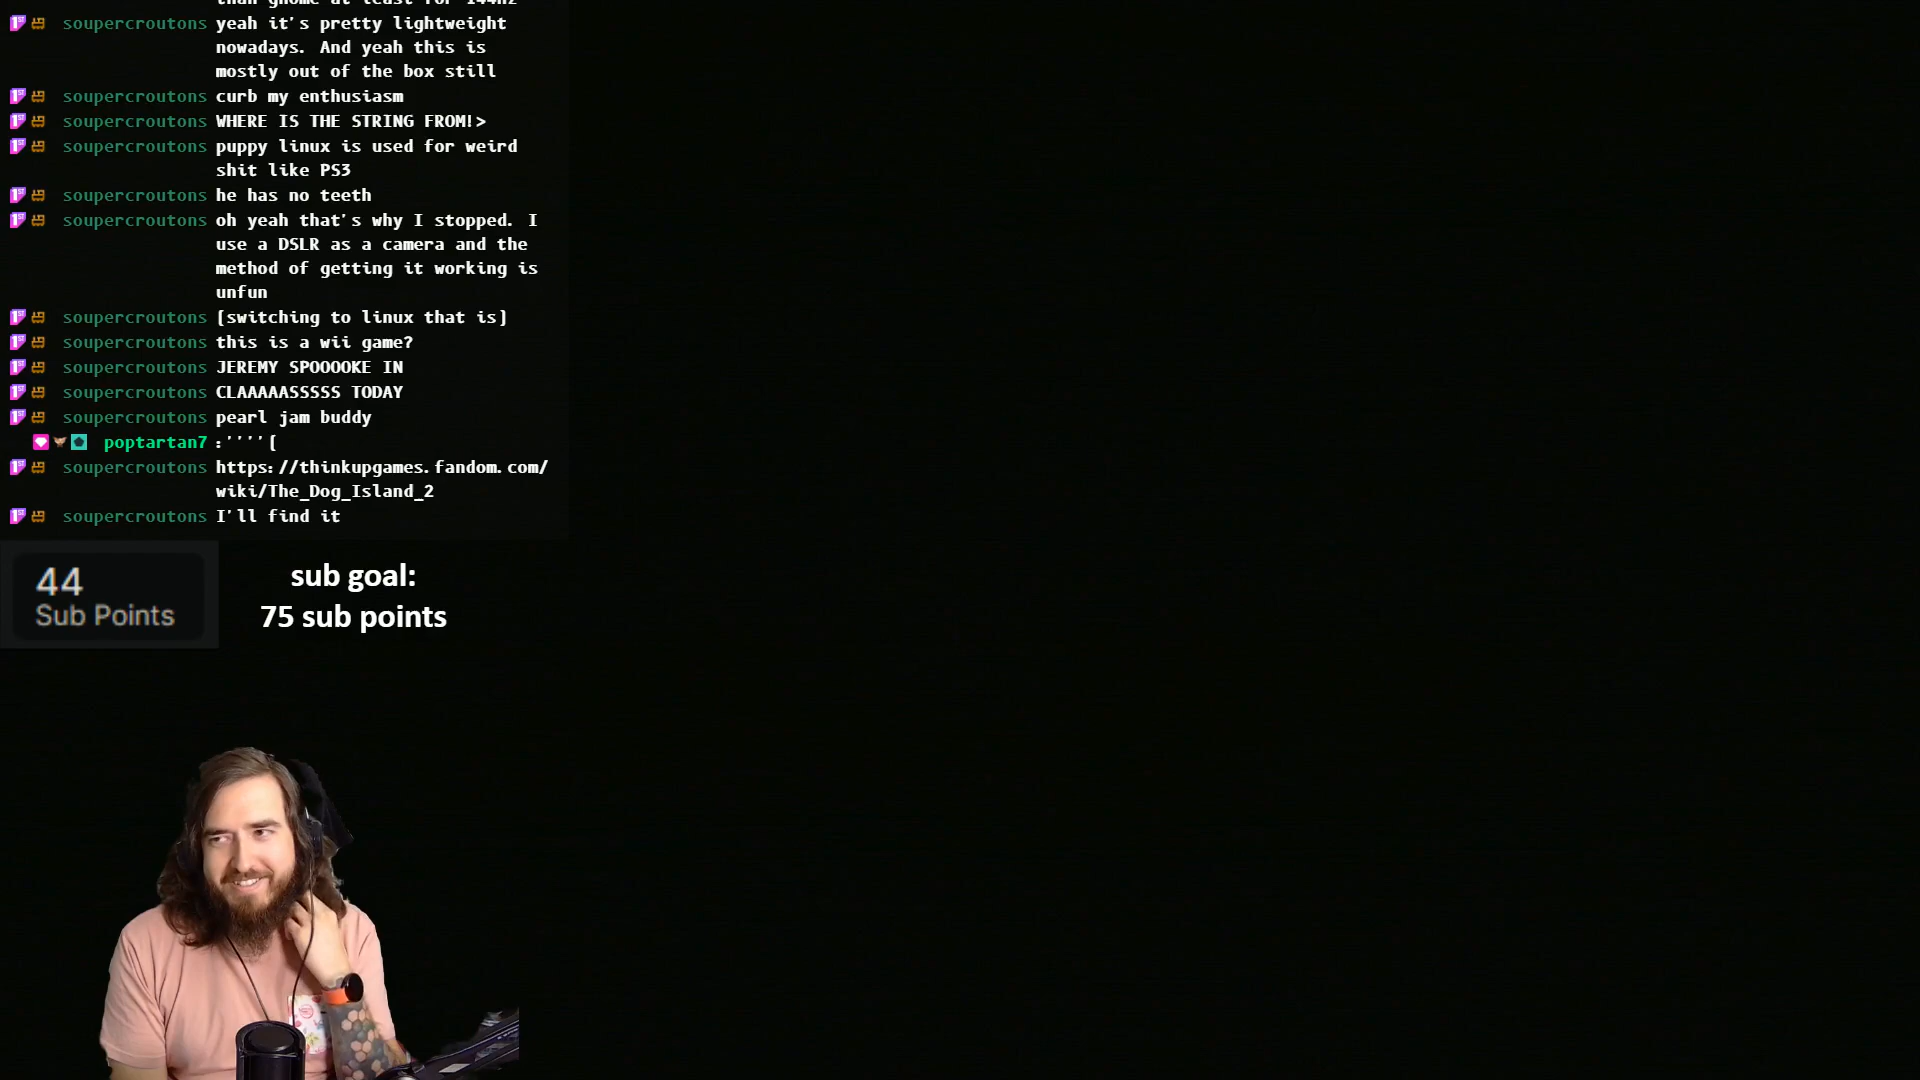 soupercroutons yeah it's pretty lightweight
nowadays. And yeah this is
mostly out of the box still
soupercroutons curb my enthusiasm
soupercroutons WHERE IS THE STRING FROM!>
soupercroutons puppy linux is used for weird
shit like PS3
soupercroutons he has no teeth
soupercroutons oh yeah that's why I stopped. I
use a DSLR as a camera and the
method of getting it working is
unfun
soupercroutons [switching to linux that is]
soupercroutons this is a wii game?
soupercroutons JEREMY SPOOOOKE IN
soupercroutons CLAAAAASSSSS TODAY
soupercroutons pearl jam buddy
poptartan7 :''''[
soupercroutons https://thinkupgames.fandom.com/
wiki/The_Dog_Island_2
soupercroutons I'll find it
44
Sub Points
sub goal:
75 sub points